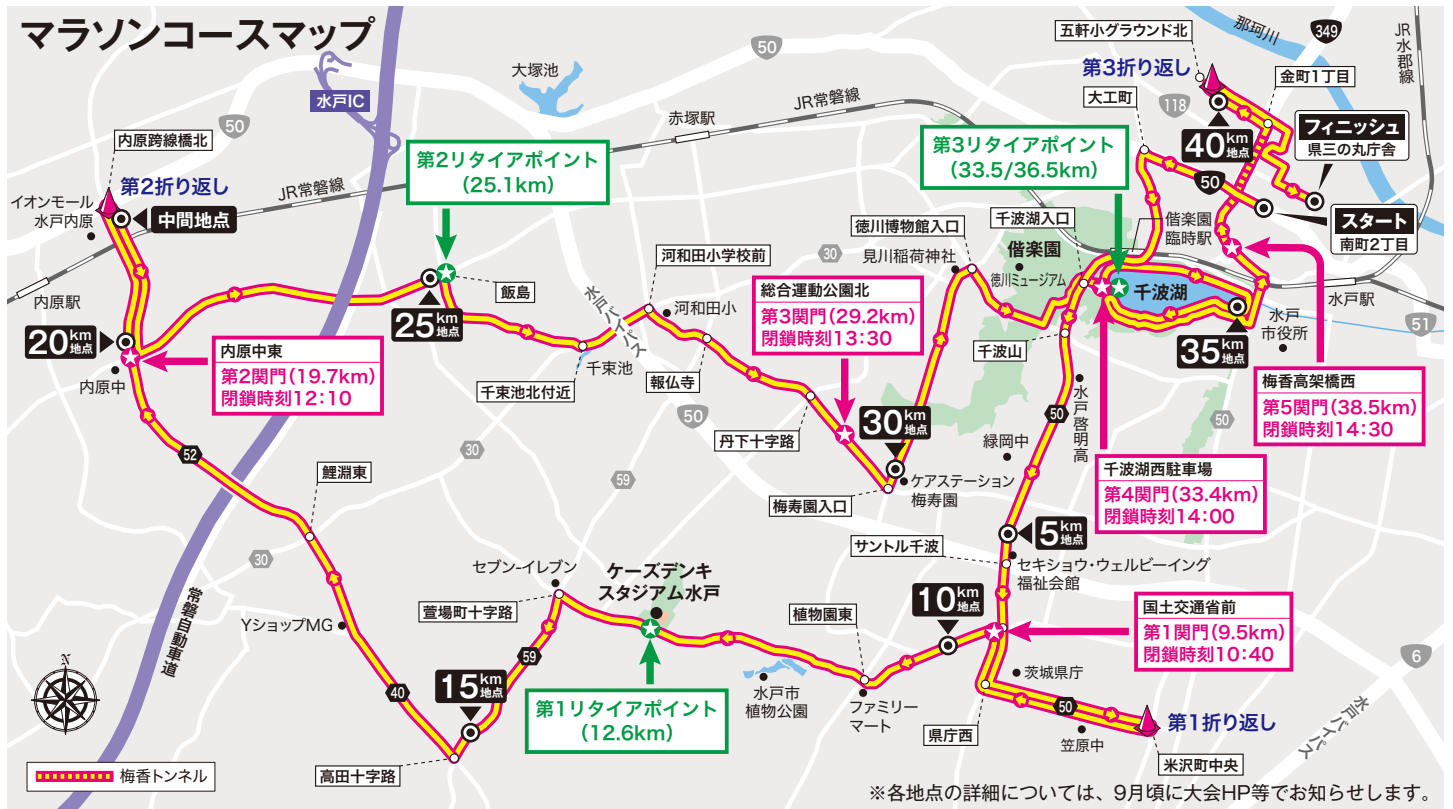 マラソンコースマップ
50
大塚池
水戸IC
50
内原跨線橋北
第2折り返し
イオンモール
水戸内原
中間地点
JR常磐線
内原駅
20km地点
内原中
内原中東
第2関門(19.7km)
閉鎖時刻12:10
第2リタイアポイント
(25.1km)
飯島
25km地点
赤塚駅
JR常磐線
河和田小学校前
水戸バイパス
河和田小
千束池
千束池北付近
報仏寺
50
30
丹下十字路
総合運動公園北
第3関門(29.2km)
閉鎖時刻13:30
30km地点
ケアステーション
梅寿園
梅寿園入口
徳川博物館入口
見川稲荷神社
偕楽園
徳川ミュージアム
千波湖入口
第3リタイアポイント
(33.5/36.5km)
偕楽園
臨時駅
千波湖
千波山
水戸啓明高
50
緑岡中
五軒小グラウンド北
第3折り返し
那珂川
349
JR水郡線
金町1丁目
大工町
118
40km地点
フィニッシュ
県三の丸庁舎
50
スタート
南町2丁目
水戸駅
水戸
市役所
51
35km地点
50
梅香高架橋西
第5関門(38.5km)
閉鎖時刻14:30
千波湖西駐車場
第4関門(33.4km)
閉鎖時刻14:00
5km地点
サントル千波
セキショウ・ウェルビーイング
福祉会館
国土交通省前
第1関門(9.5km)
閉鎖時刻10:40
10km地点
植物園東
茨城県庁
50
県庁西
笠原中
第1折り返し
米沢町中央
6
水戸バイパス
ファミリー
マート
水戸市
植物公園
ケーズデンキ
スタジアム水戸
第1リタイアポイント
(12.6km)
セブン-イレブン
萱場町十字路
59
59
30
15km地点
高田十字路
40
YショップMG
鯉淵東
52
30
30
常磐自動車道
N
梅香トンネル
※各地点の詳細については、9月頃に大会HP等でお知らせします。